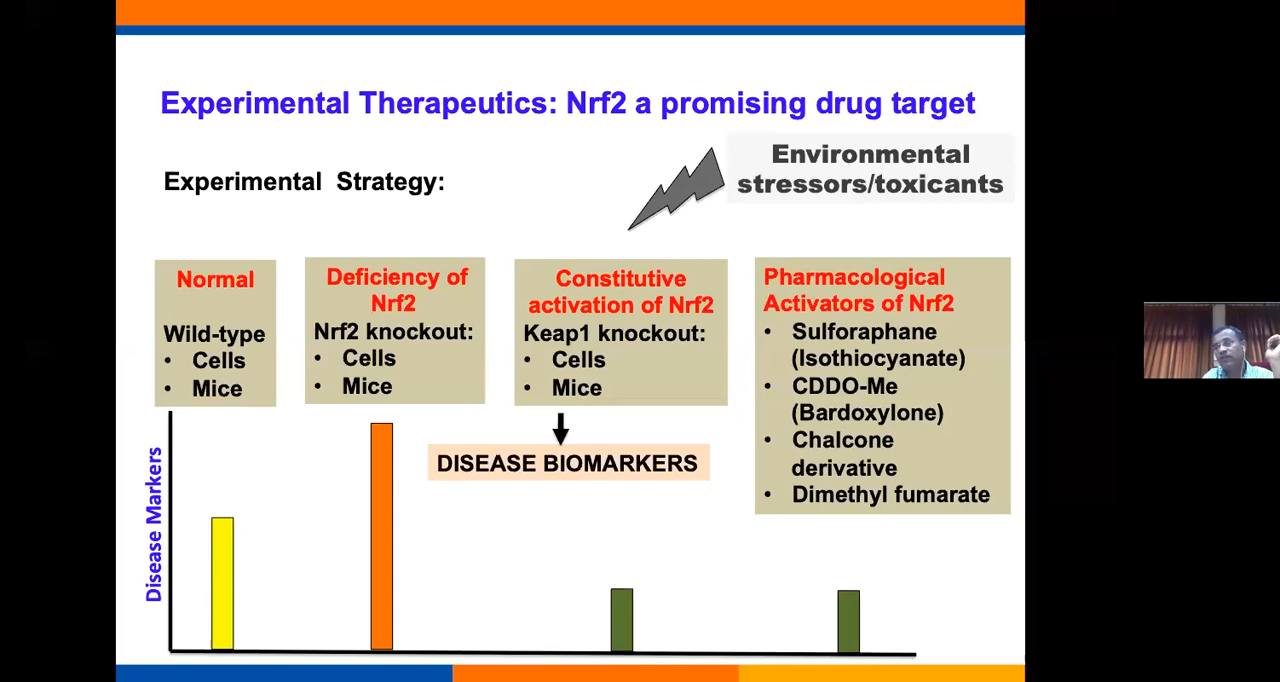 Experimental Therapeutics: Nrf2 a promising drug target
Environmental
stressors/toxicants
Experimental Strategy:
Normal
Wild-type
• Cells
• Mice
Deficiency of
Nrf2
Nrf2 knockout:
• Cells
• Mice
Constitutive
activation of Nrf2
Keap1 knockout:
• Cells
• Mice
Pharmacological
Activators of Nrf2
• Sulforaphane
(Isothiocyanate)
• CDDO-Me
(Bardoxylone)
• Chalcone
derivative
• Dimethyl fumarate
DISEASE BIOMARKERS
Disease Markers